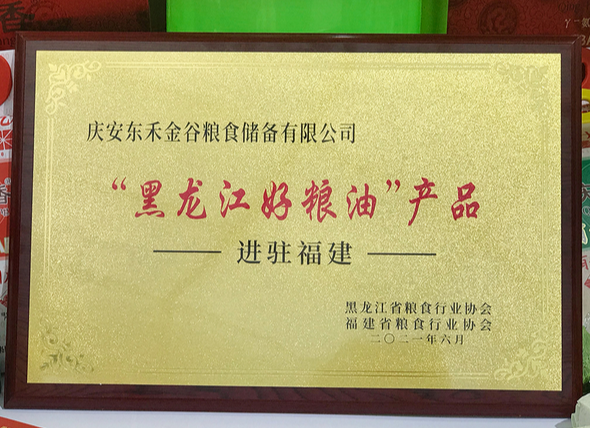 庆安东禾金谷粮食储备有限公司
“黑龙江好粮油”产品
进驻福建
黑龙江省粮食行业协会
福建省粮食行业协会
二〇二一年六月